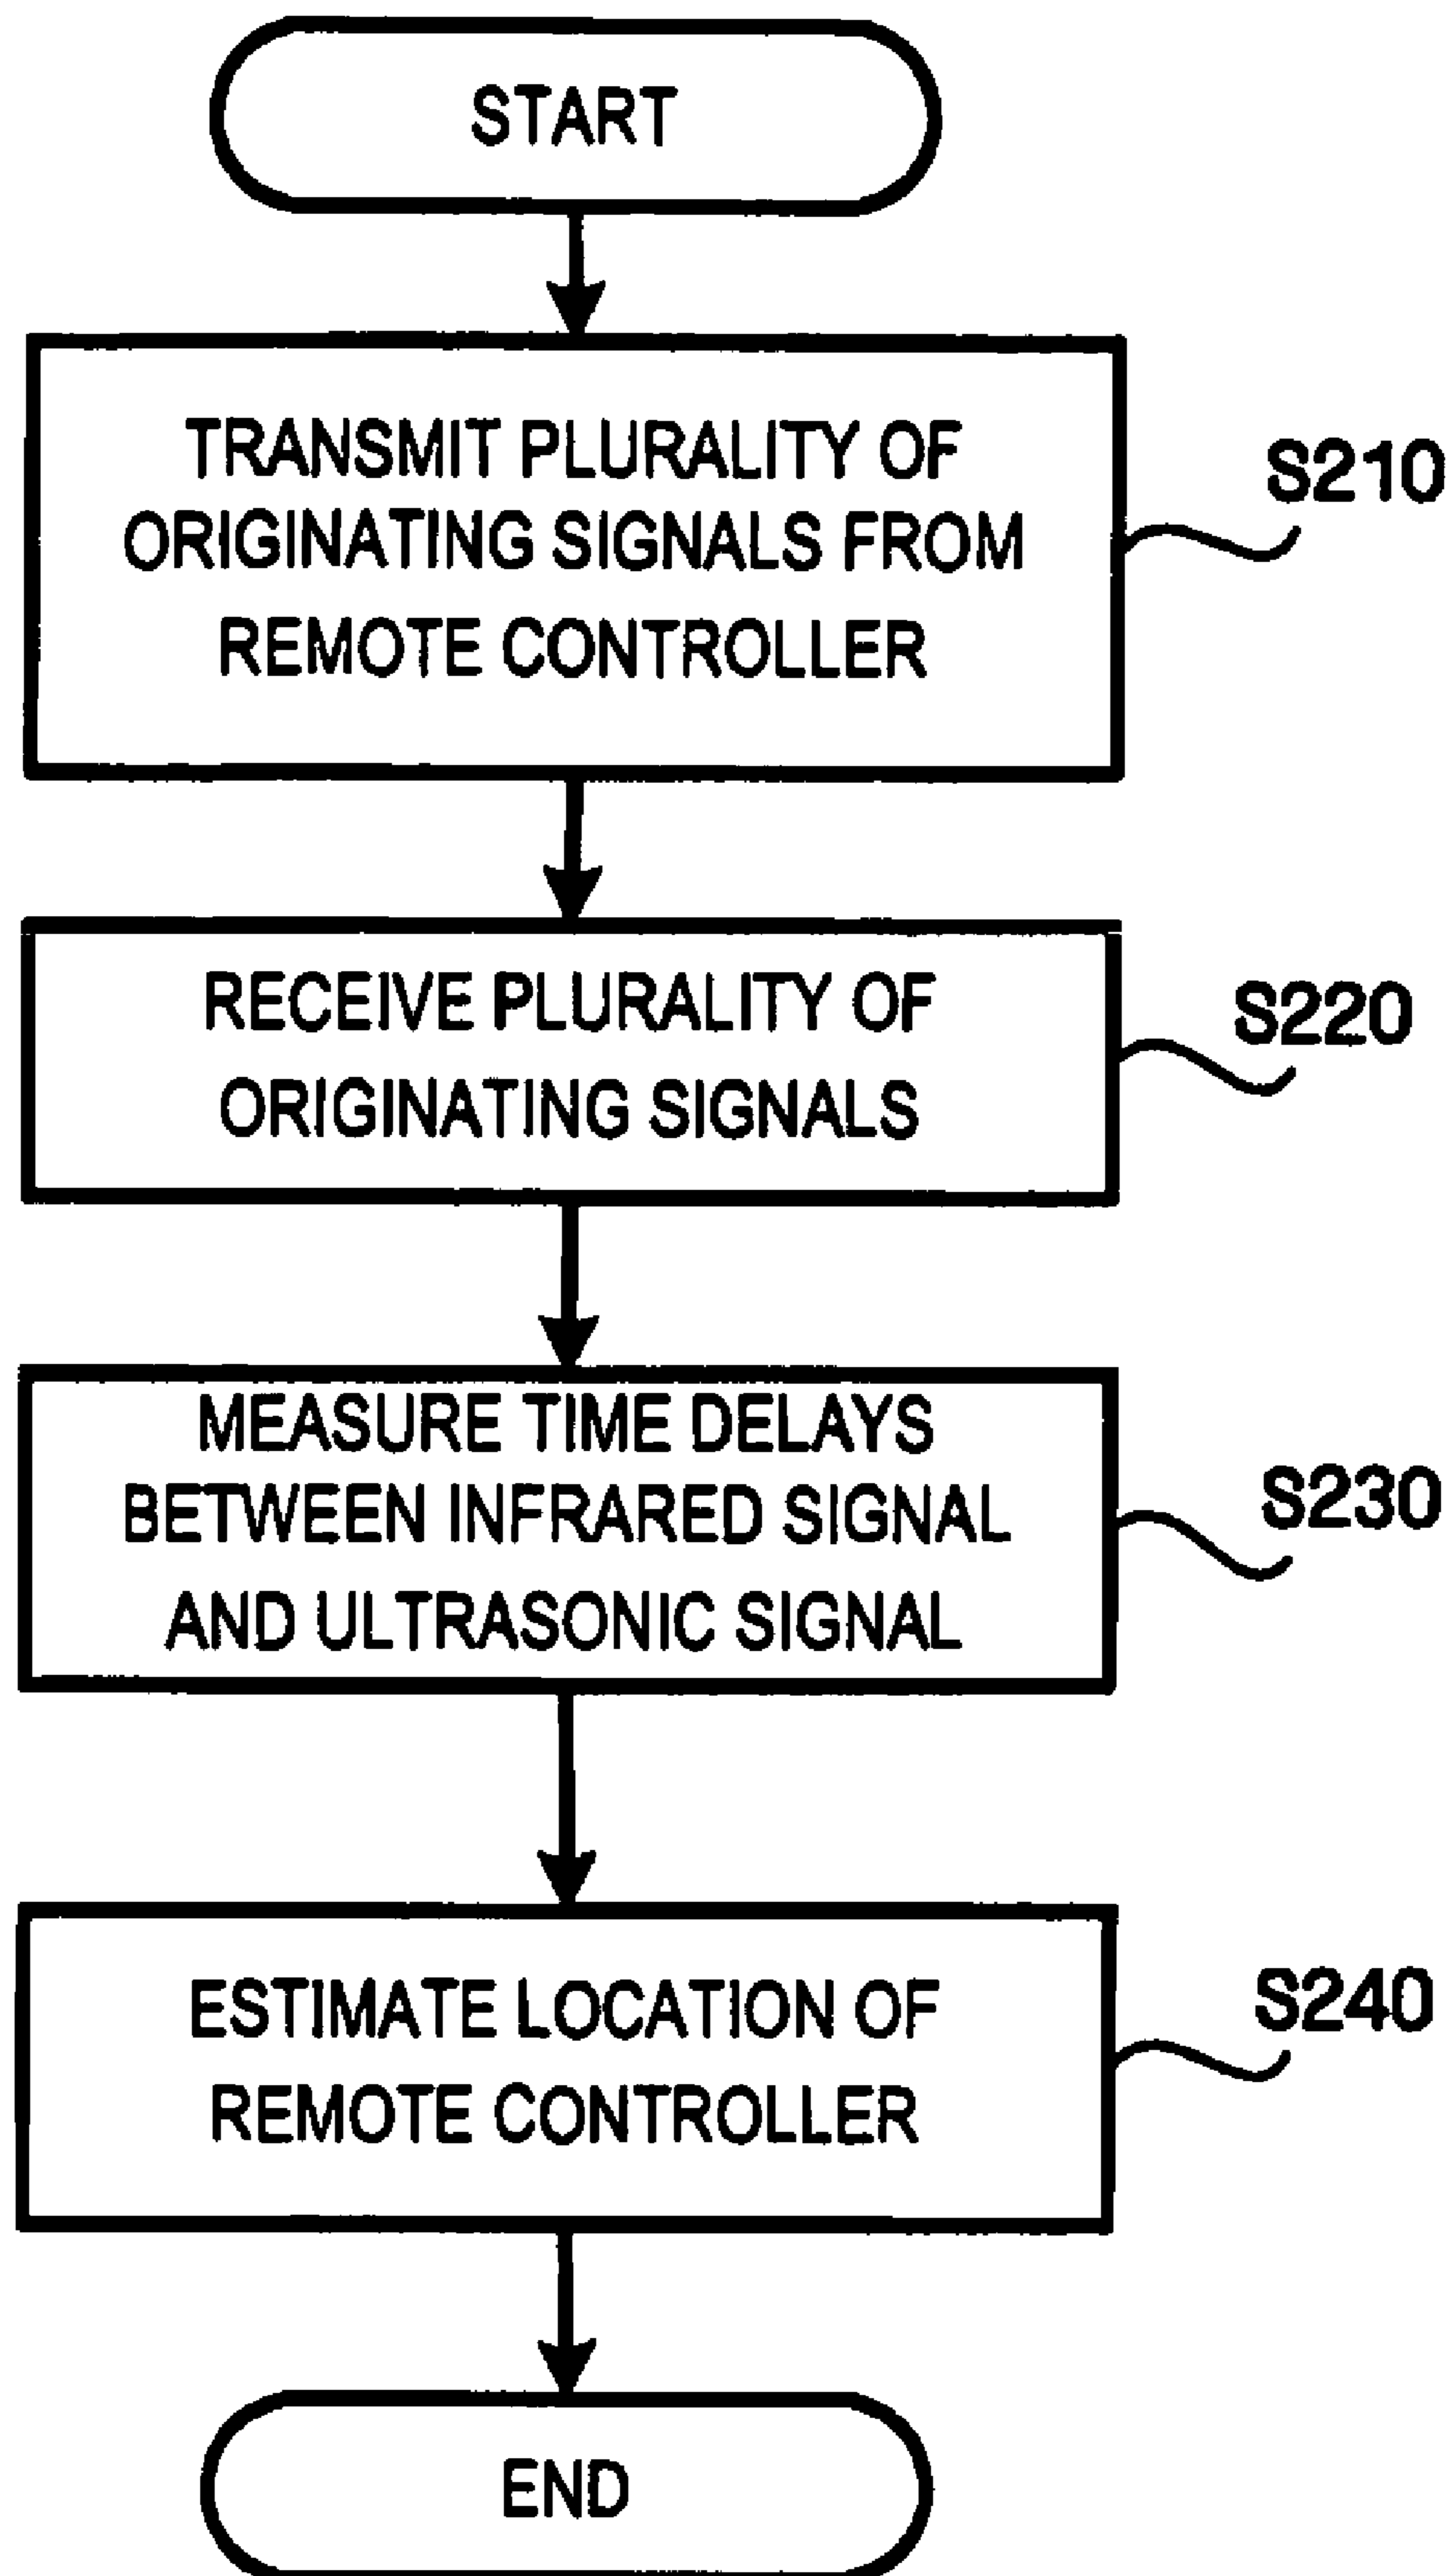 START
TRANSMIT PLURALITY OF
ORIGINATING SIGNALS FROM
REMOTE CONTROLLER
S210
RECEIVE PLURALITY OF
ORIGINATING SIGNALS
S220
MEASURE TIME DELAYS
BETWEEN INFRARED SIGNAL
AND ULTRASONIC SIGNAL
S230
ESTIMATE LOCATION OF
REMOTE CONTROLLER
S240
END